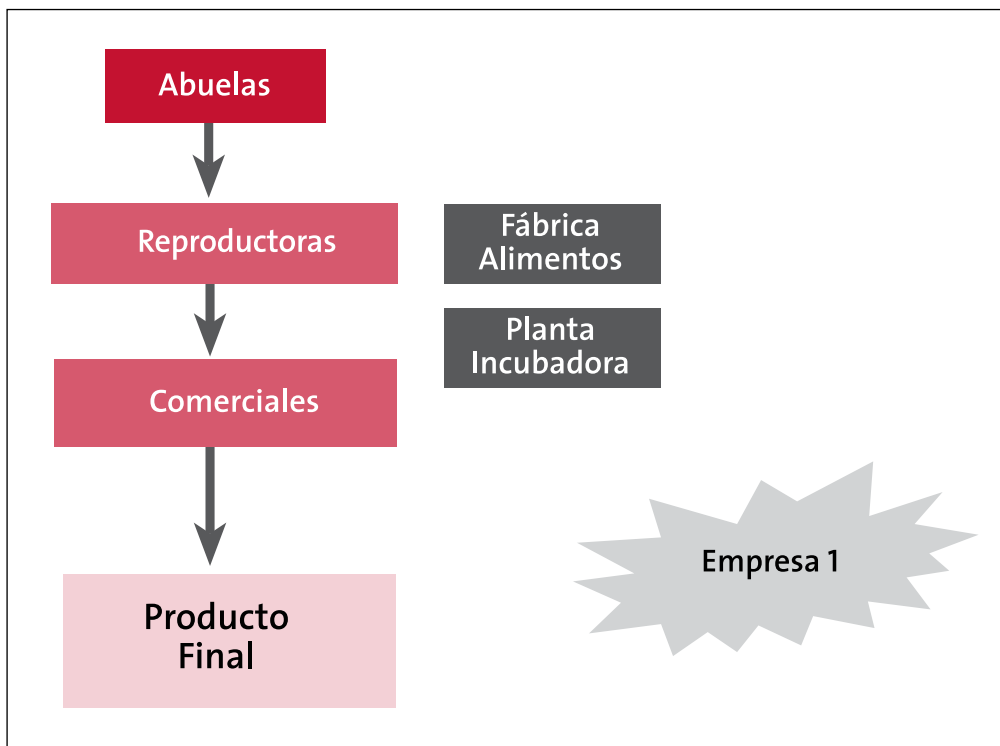 Abuelas
Reproductoras
Fábrica
Alimentos
Planta
Incubadora
Comerciales
Empresa 1
Producto
Final